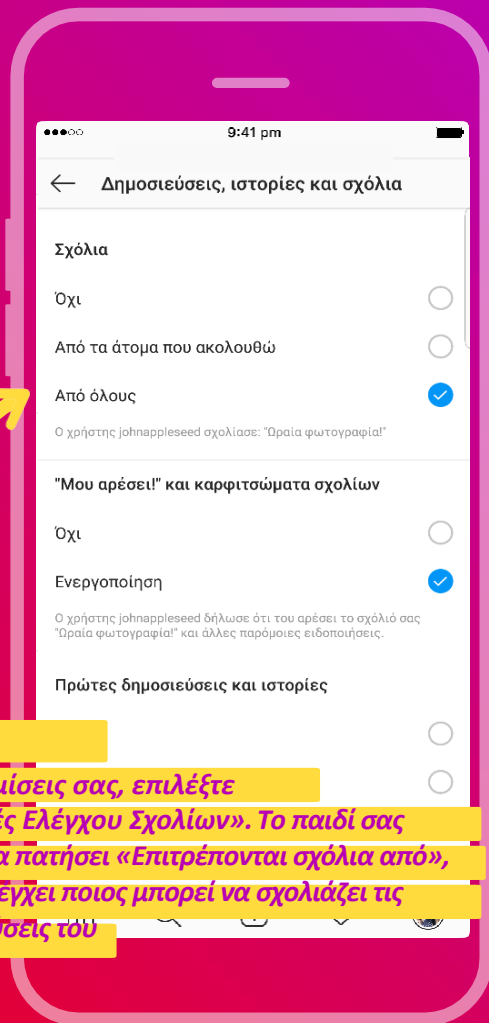 9:41 pm
Δημοσιεύσεις, ιστορίες και σχόλια
Σχόλια
Όχι
Από τα άτομα που ακολουθώ
Από όλους
Ο χρήστης johnappleseed σχολίασε: "Ωραία φωτογραφία!"
"Μου αρέσει!" και καρφιτσώματα σχολίων
Όχι
Ενεργοποίηση
Ο χρήστης johnappleseed δήλωσε ότι του αρέσει το σχόλιό σας
"Ωραία φωτογραφία!" και άλλες παρόμοιες ειδοποιήσεις.
Πρώτες δημοσιεύσεις και ιστορίες
μίσεις σας, επιλέξτε
ές Ελέγχου Σχολίων». Το παιδί σας
α πατήσει «Επιτρέπονται σχόλια από»,
έγχει ποιος μπορεί να σχολιάζει τις
ύσεις του